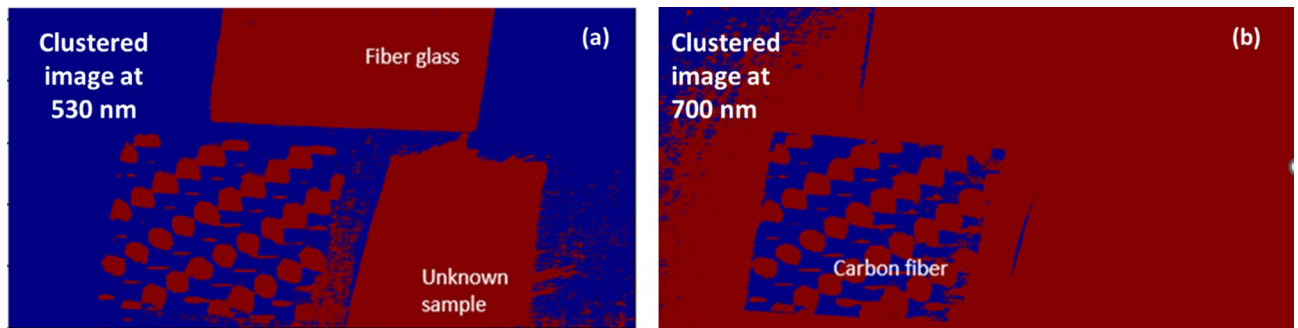 Clustered
image at
530 nm
(a)
Fiber glass
Unknown
sample
Clustered
image at
700 nm
(b)
Carbon fiber